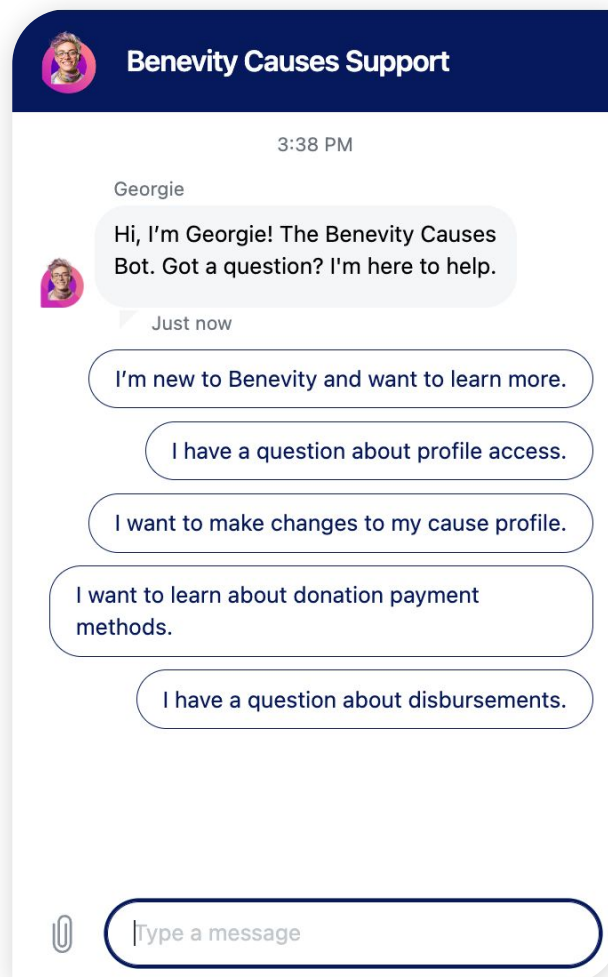 Benevity Causes Support
3:38 PM
Georgie
Hi, I’m Georgie! The Benevity Causes
Bot. Got a question? I'm here to help.
Just now
I’m new to Benevity and want to learn more.
I have a question about profile access.
I want to make changes to my cause profile.
I want to learn about donation payment
methods.
I have a question about disbursements.
Type a message